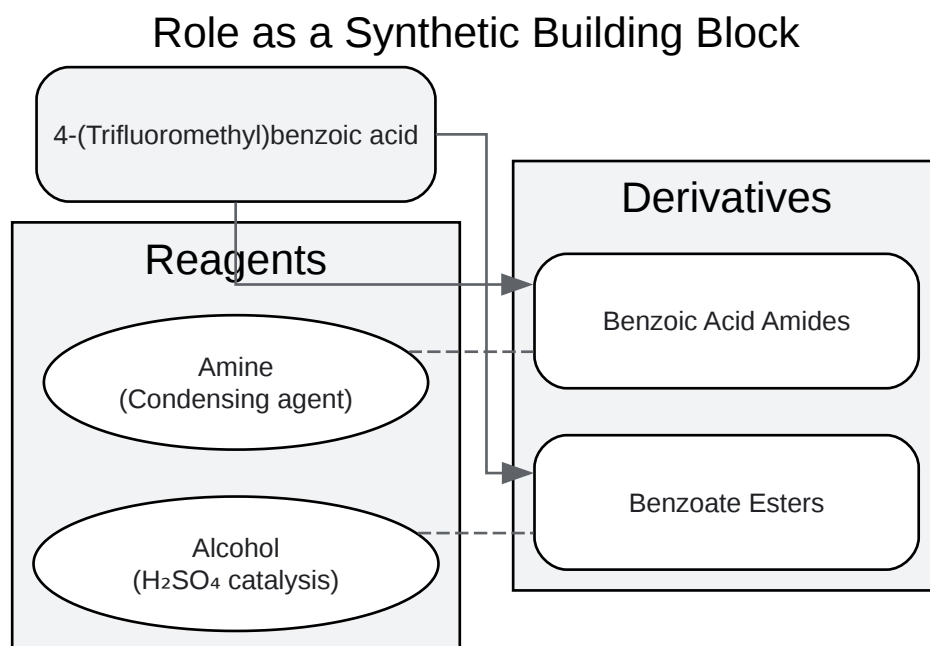 Role as a Synthetic Building Block
4-(Trifluoromethyl)benzoic acid
Reagents
Amine
(Condensing agent)
Alcohol
(H₂SO₄ catalysis)
Derivatives
Benzoic Acid Amides
Benzoate Esters